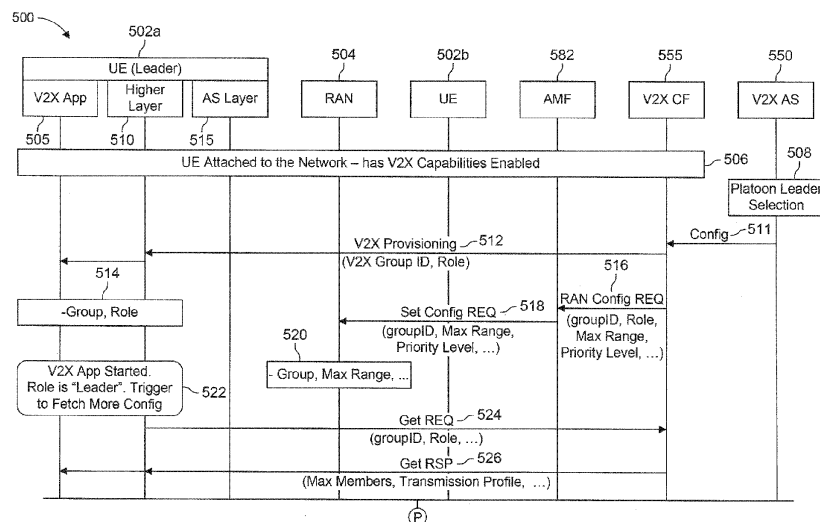 500
502a
UE (Leader)
504
502b
582
555
550
V2X App
Higher
Layer
AS Layer
RAN
UE
AMF
V2X CF
V2X AS
505
510
515
UE Attached to the Network – has V2X Capabilities Enabled
506
508
Platoon Leader
Selection
Config
511
V2X Provisioning
512
(V2X Group ID, Role)
514
-Group, Role
516
RAN Config REQ
(groupID, Role,
Max Range,
Priority Level, ...)
Set Config REQ
518
(groupID, Max Range,
Priority Level, ...)
520
- Group, Max Range, ...
V2X App Started.
Role is “Leader”. Trigger
to Fetch More Config
522
Get REQ
524
(groupID, Role, ...)
Get RSP
526
(Max Members, Transmission Profile, ...)
P